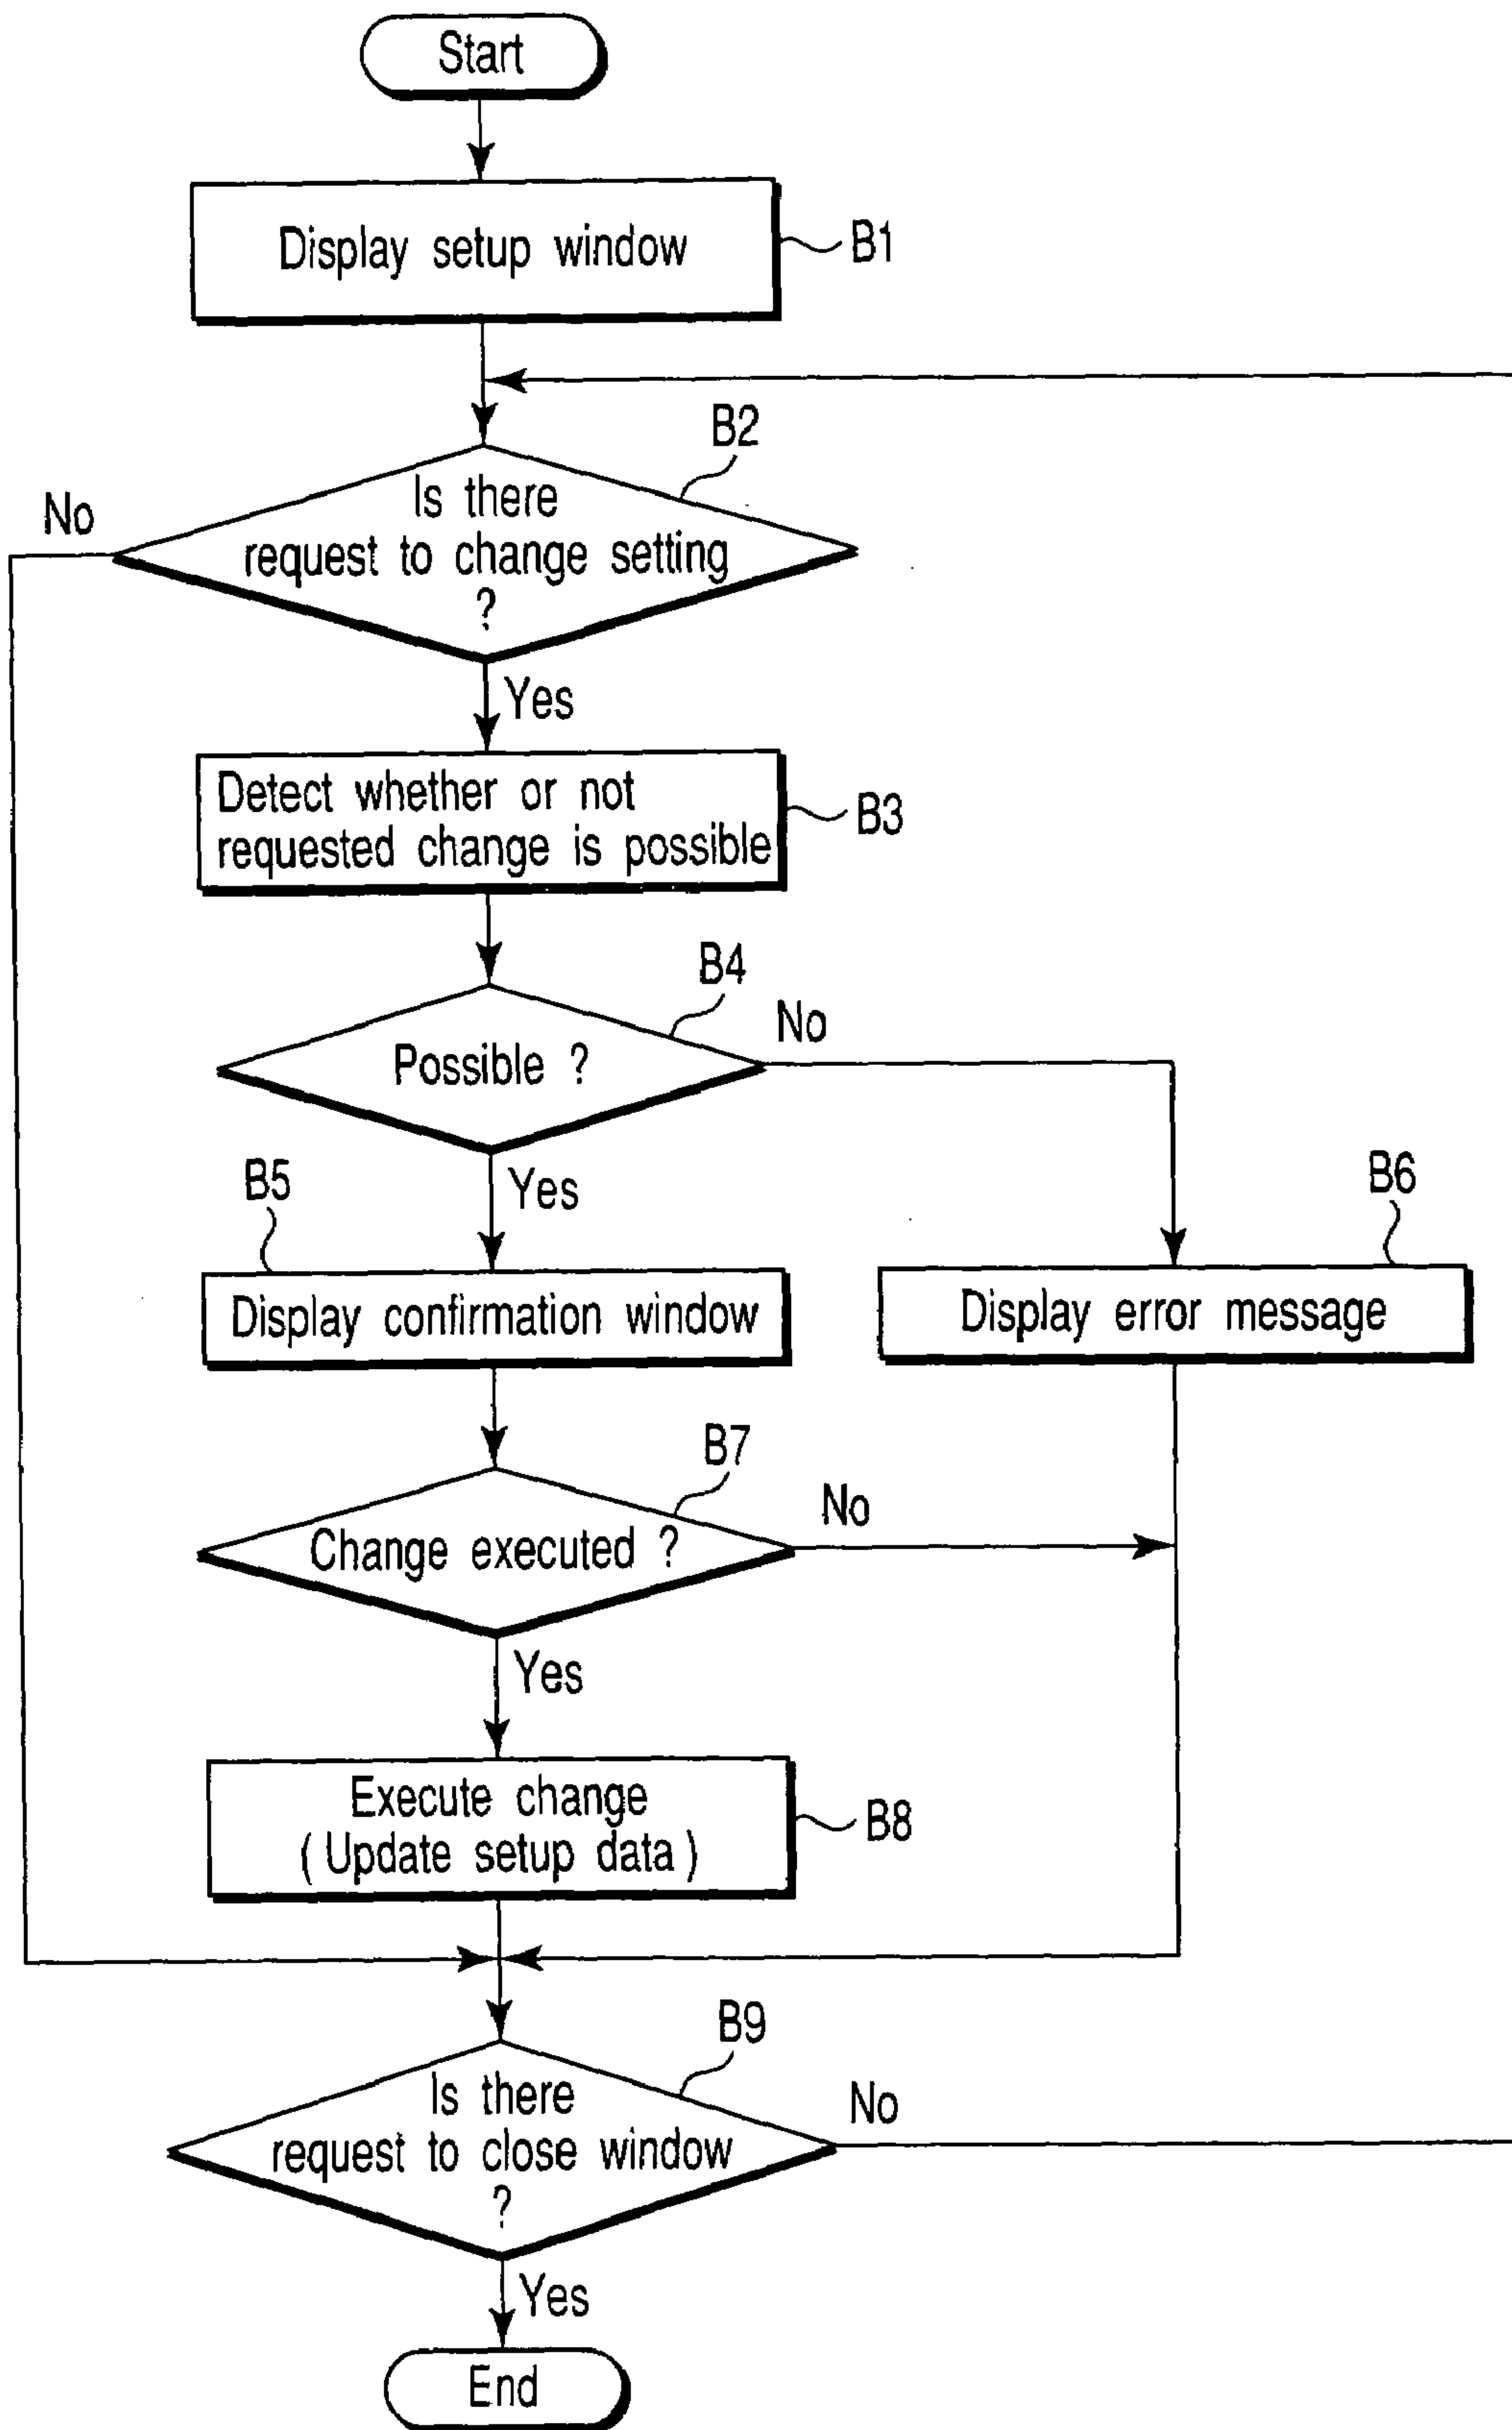 Start
Display setup window
B1
B2
No
Is there
request to change setting
?
Yes
Detect whether or not
requested change is possible
B3
B4
No
Possible ?
Yes
B5
B6
Display confirmation window
Display error message
B7
No
Change executed ?
Yes
Execute change
(Update setup data)
B8
B9
Is there
request to close window
?
No
Yes
End